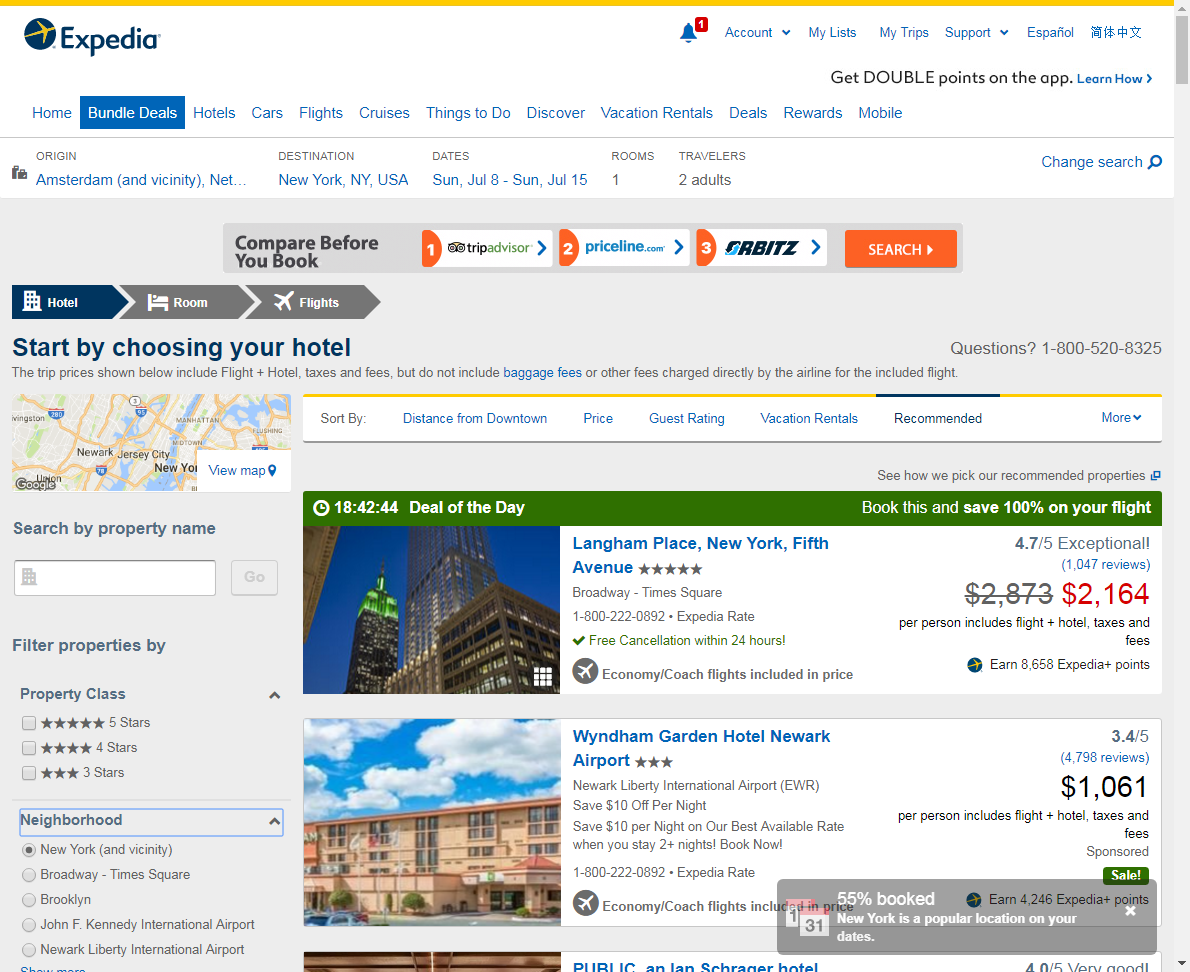 Expedia
1
Account
My Lists
My Trips
Support
Español
简体中文
Get DOUBLE points on the app. Learn How
Home
Bundle Deals
Hotels
Cars
Flights
Cruises
Things to Do
Discover
Vacation Rentals
Deals
Rewards
Mobile
ORIGIN
Amsterdam (and vicinity), Net...
DESTINATION
New York, NY, USA
DATES
Sun, Jul 8 - Sun, Jul 15
ROOMS
1
TRAVELERS
2 adults
Change search
Compare Before
You Book
1 tripadvisor
2 priceline.com
3 ORBITZ
SEARCH
Hotel
Room
Flights
Start by choosing your hotel
Questions? 1-800-520-8325
The trip prices shown below include Flight + Hotel, taxes and fees, but do not include baggage fees or other fees charged directly by the airline for the included flight.
vingston
280
3
95
MANHATTAN
FLUSHING
MIDTOWN
Newark
Jersey City
78
New Yor
Union
Google
View map
Sort By:
Distance from Downtown
Price
Guest Rating
Vacation Rentals
Recommended
More
See how we pick our recommended properties
Search by property name
Go
Filter properties by
Property Class
5 Stars
4 Stars
3 Stars
Neighborhood
New York (and vicinity)
Broadway - Times Square
Brooklyn
John F. Kennedy International Airport
Newark Liberty International Airport
Show more
18:42:44 Deal of the Day
Book this and save 100% on your flight
Langham Place, New York, Fifth
Avenue
Broadway - Times Square
1-800-222-0892 • Expedia Rate
Free Cancellation within 24 hours!
Economy/Coach flights included in price
4.7/5 Exceptional!
(1,047 reviews)
$2,873 $2,164
per person includes flight + hotel, taxes and
fees
Earn 8,658 Expedia+ points
Wyndham Garden Hotel Newark
Airport
Newark Liberty International Airport (EWR)
Save $10 Off Per Night
Save $10 per Night on Our Best Available Rate
when you stay 2+ nights! Book Now!
1-800-222-0892 • Expedia Rate
Economy/Coach flights included in price
3.4/5
(4,798 reviews)
$1,061
per person includes flight + hotel, taxes and
fees
Sponsored
Sale!
Earn 4,246 Expedia+ points
1
31
55% booked
New York is a popular location on your
dates.
PUBLIC, an Ian Schrager hotel
4.0/5 Very good!